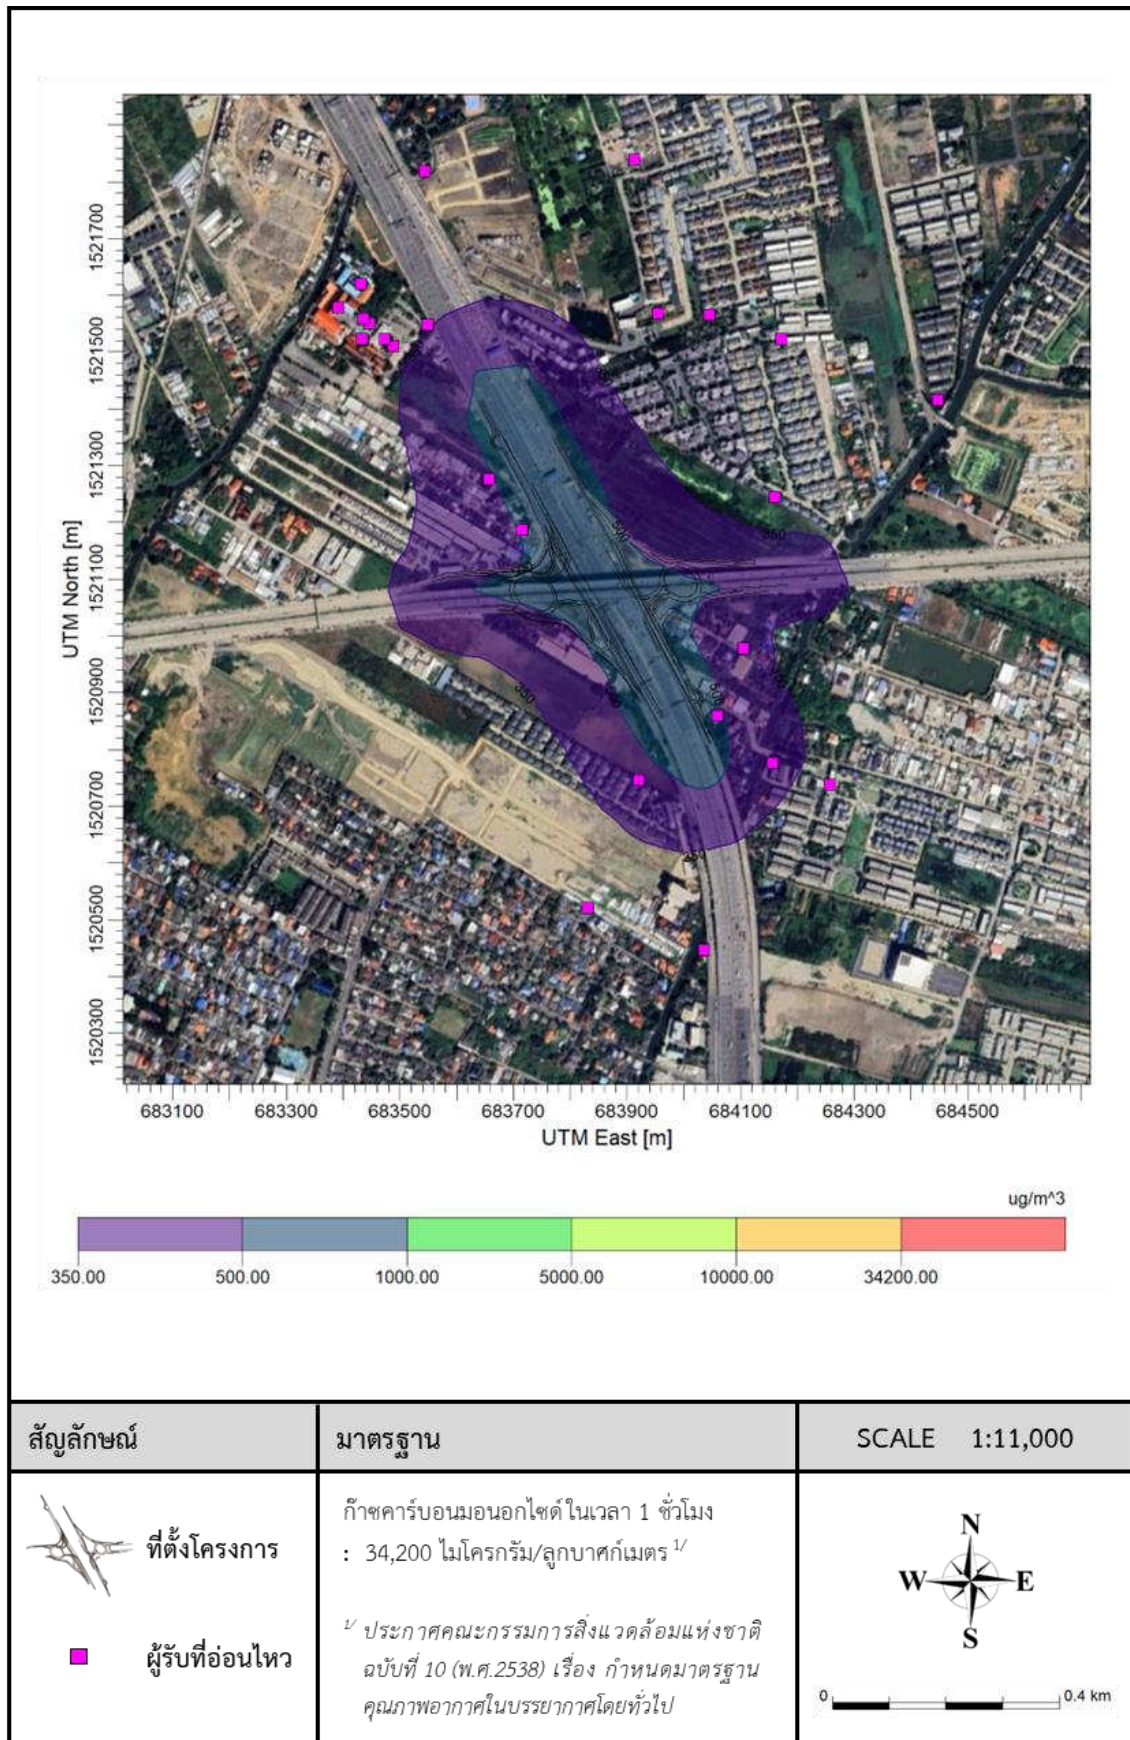 1521700
1521500
1521300
1521100
1520900
1520700
1520500
1520300
UTM North [m]
350
500
350
500
350
683100 683300 683500 683700 683900 684100 684300 684500
UTM East [m]
ug/m^3
350.00 500.00 1000.00 5000.00 10000.00 34200.00
สัญลักษณ์
ที่ตั้งโครงการ
ผู้รับที่อ่อนไหว
มาตรฐาน
ก๊าซคาร์บอนมอนอกไซด์ในเวลา 1 ชั่วโมง
: 34,200 ไมโครกรัม/ลูกบาศก์เมตร 1/
1/ ประกาศคณะกรรมการสิ่งแวดล้อมแห่งชาติ
ฉบับที่ 10 (พ.ศ.2538) เรื่อง กำหนดมาตรฐาน
คุณภาพอากาศในบรรยากาศโดยทั่วไป
SCALE 1:11,000
N
W E
S
0 0.4 km